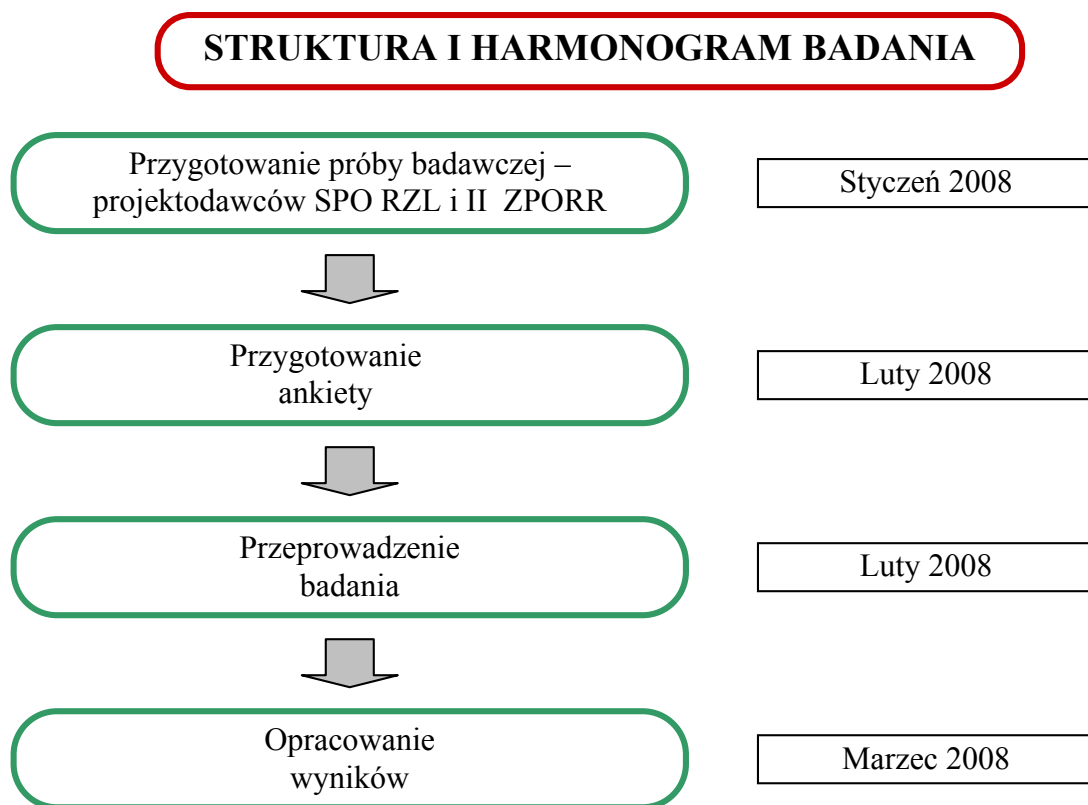 STRUKTURA I HARMONOGRAM BADANIA
Przygotowanie próby badawczej –
projektodawców SPO RZL i II ZPORR
Styczeń 2008
Przygotowanie
ankiety
Luty 2008
Przeprowadzenie
badania
Luty 2008
Opracowanie
wyników
Marzec 2008